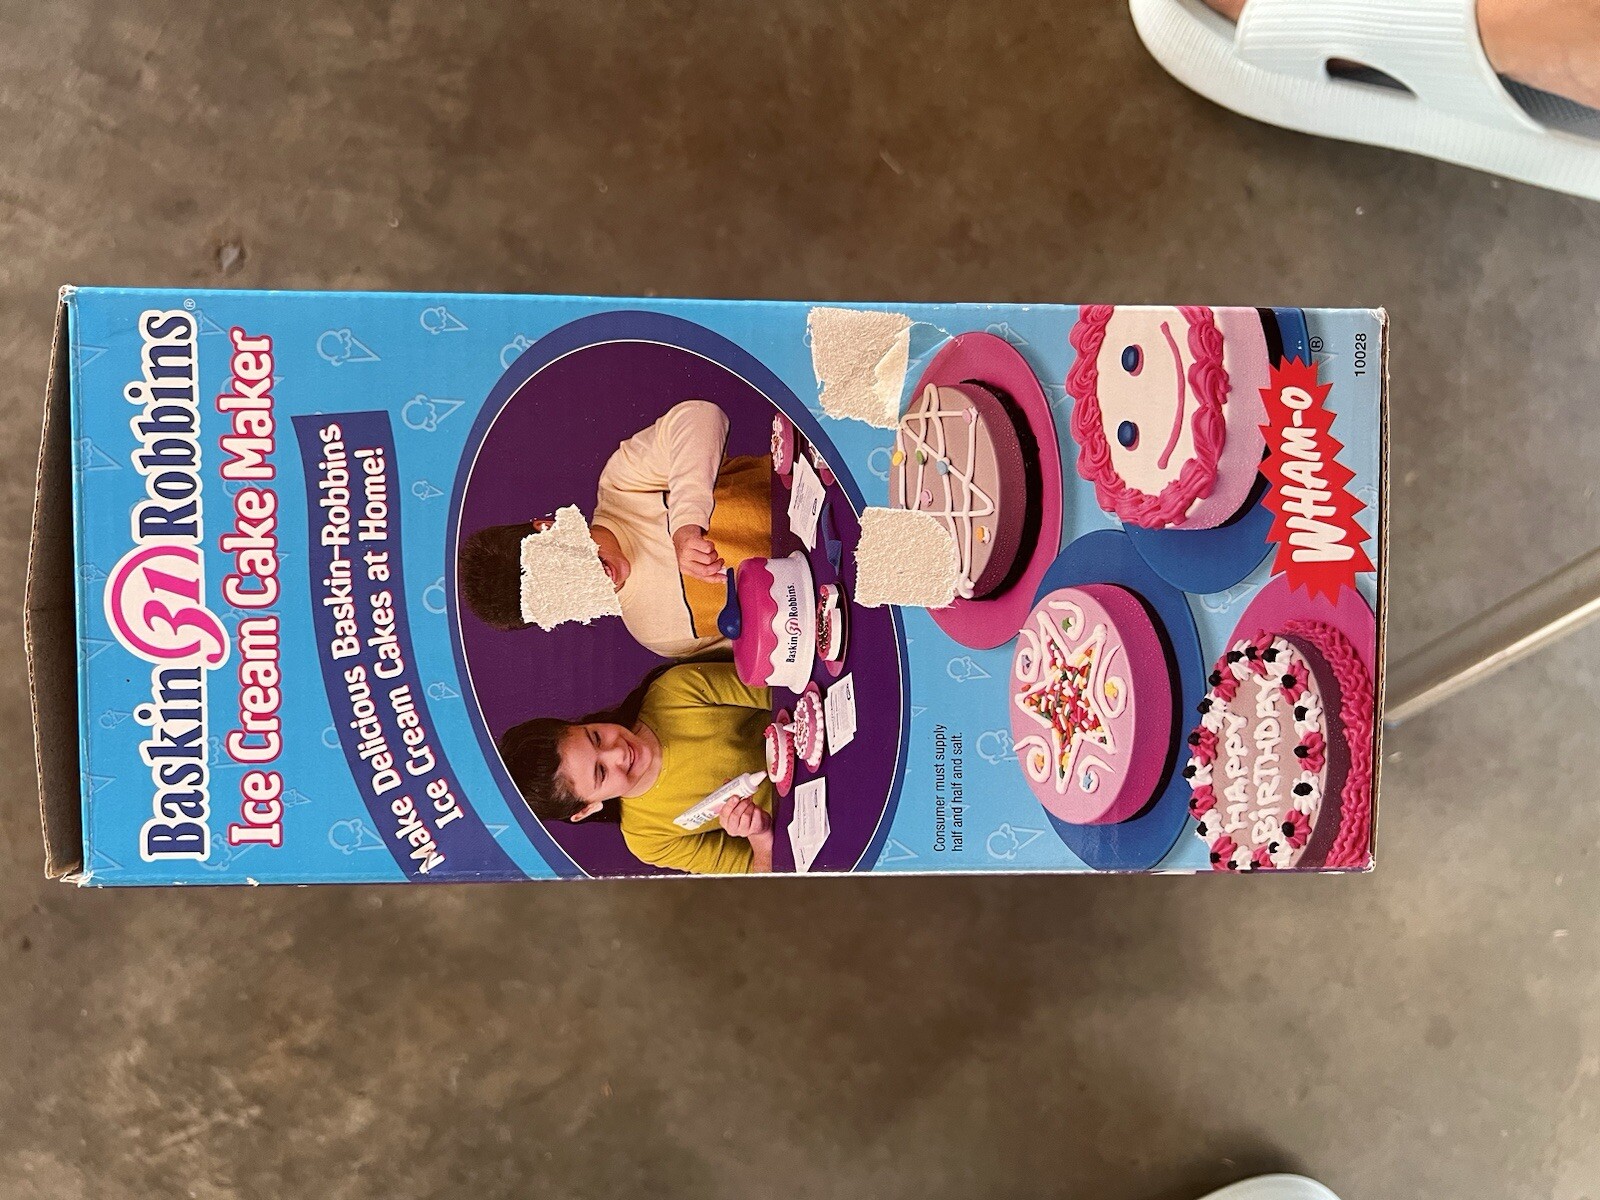 Baskin 31 Robbins®
Ice Cream Cake Maker
Make Delicious Baskin-Robbins
Ice Cream Cakes at Home!
Baskin 31 Robbins.
Consumer must supply
half and half and salt.
HAPPY
BiRTHDAY
WHAM-O®
10028